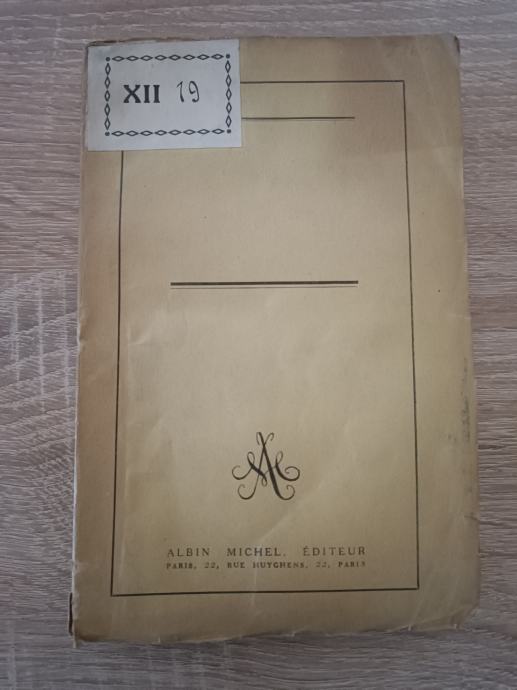 XII 19
ALBIN MICHEL, ÉDITEUR
PARIS, 22, RUE HUYGHENS, 22, PARIS